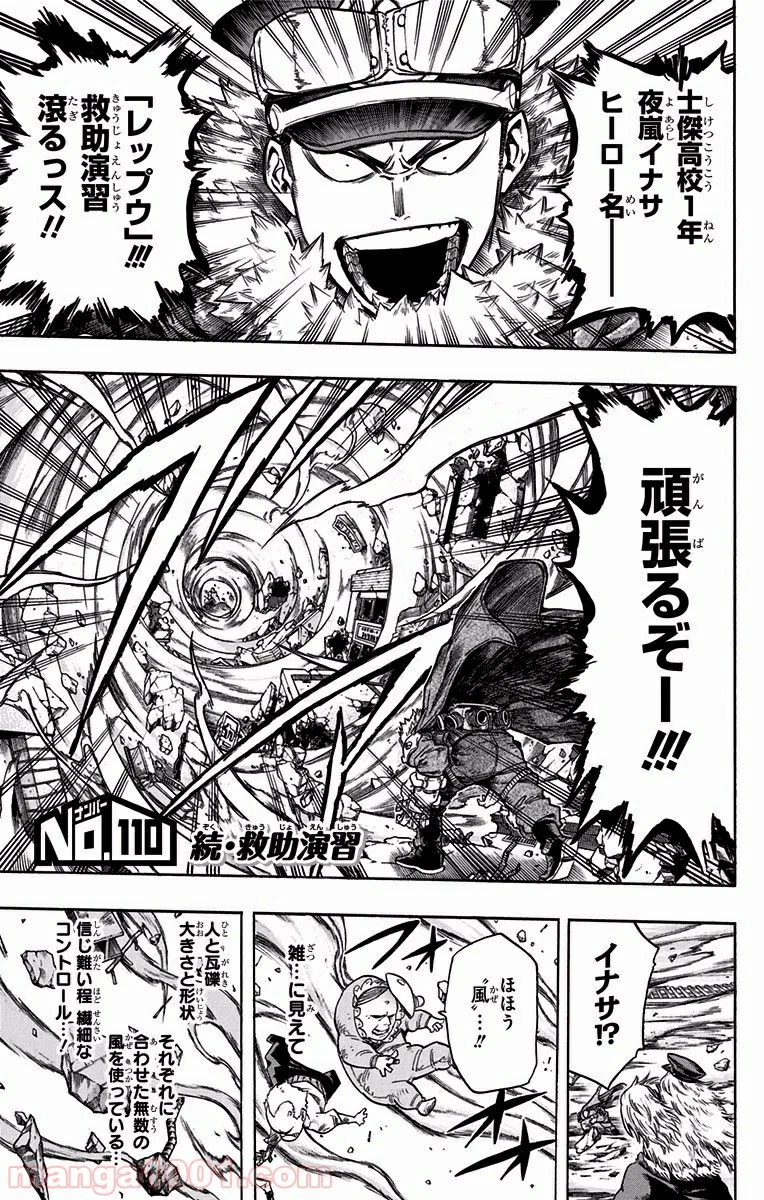 士傑高校1年
夜嵐イナサ
ヒーロー名――
「レップウ」!!!
救助演習
滾るっス!!
頑張るぞー!!!
No.110
ナンバー
続・救助演習
イナサ!?
ほほう
“風”…!
雑…に見えて
人と瓦礫
大きさと形状
それぞれに
合わせた無数の
風を使っている…
信じ難い程 繊細な
コントロール…!